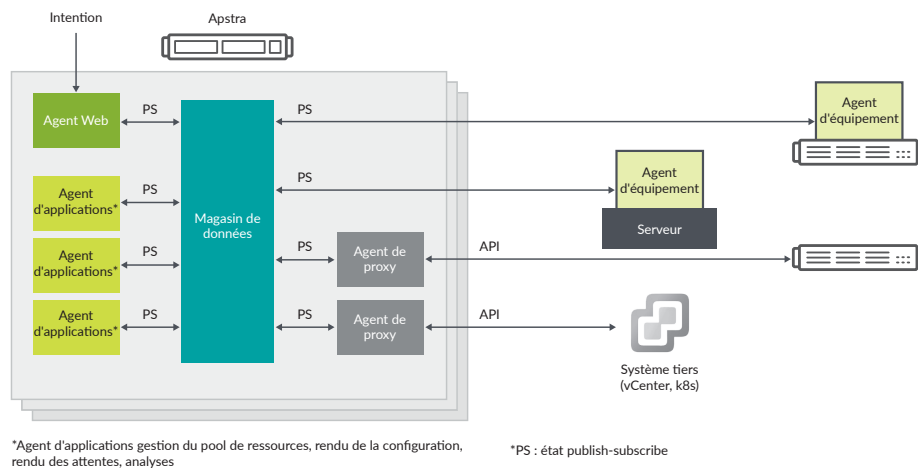 Intention
Apstra
Agent Web
PS
PS
Agent
d'équipement
PS
Agent
d'équipement
Agent
d'applications*
PS
Magasin de
données
Serveur
Agent
d'applications*
PS
PS
Agent de
proxy
API
Agent
d'applications*
PS
PS
Agent de
proxy
API
Système tiers
(vCenter, k8s)
*Agent d'applications gestion du pool de ressources, rendu de la configuration,
rendu des attentes, analyses
*PS : état publish-subscribe